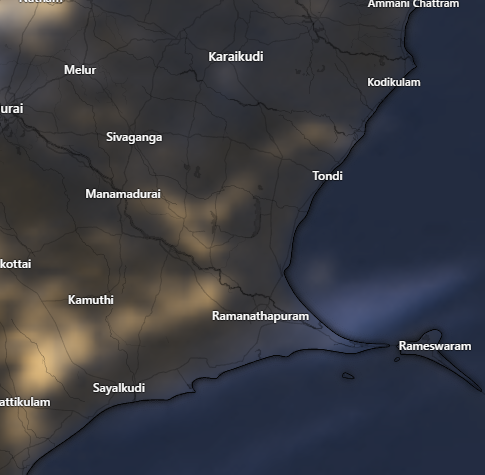 Natham
Ammani Chattram
Karaikudi
Melur
Kodikulam
urai
Sivaganga
Tondi
Manamadurai
kottai
Kamuthi
Ramanathapuram
Rameswaram
Sayalkudi
attikulam